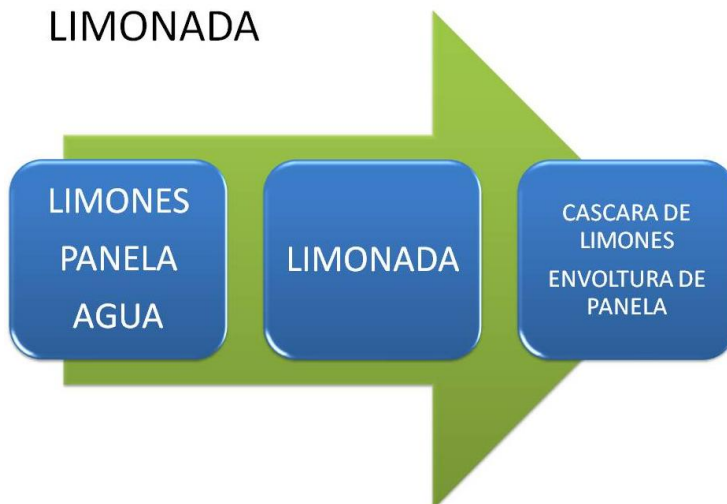 LIMONADA
LIMONES
PANELA
AGUA
LIMONADA
CASCARA DE
LIMONES
ENVOLTURA DE
PANELA